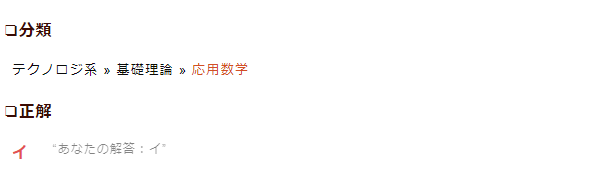 ❏分類
テクノロジ系 » 基礎理論 » 応用数学
❏正解
イ “あなたの解答：イ”